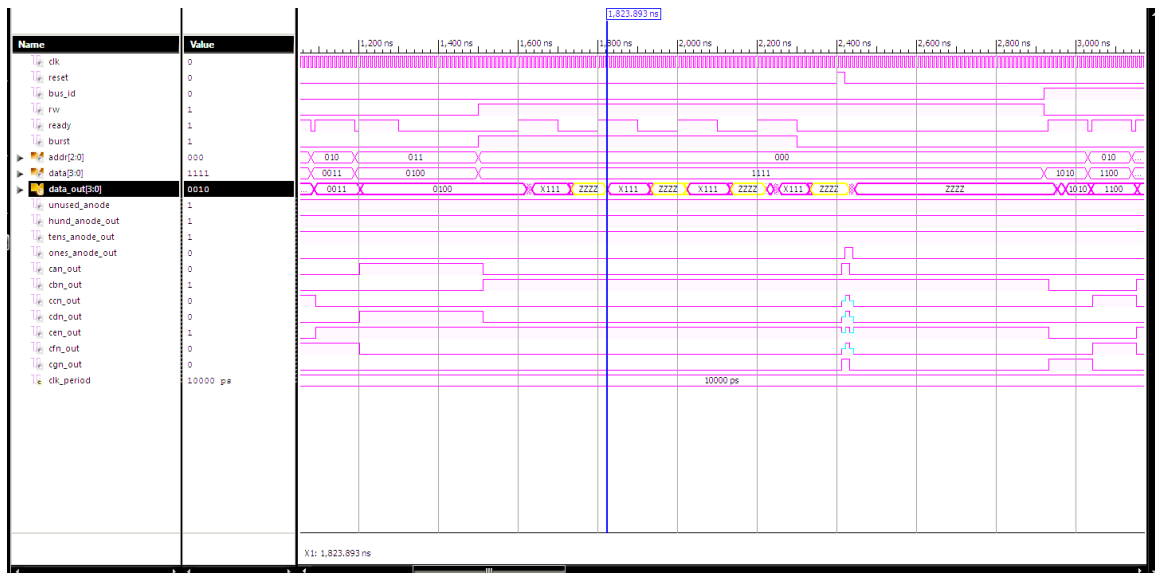 1,823.893 ns
Name Value 1,200 ns 1,400 ns 1,600 ns 1,800 ns 2,000 ns 2,200 ns 2,400 ns 2,600 ns 2,800 ns 3,000 ns
clk 0
reset 0
bus_id 0
rw 1
ready 1
burst 1
addr[2:0] 000 010 011 000 010 ...
data[3:0] 1111 0011 0100 1111 1010 1100 ...
data_out[3:0] 0010 0011 0100 X111 ZZZZ X111 ZZZZ X111 ZZZZ X111 ZZZZ ZZZZ 1010 1100
unused_anode 1
hund_anode_out 1
tens_anode_out 1
ones_anode_out 0
can_out 0
cbn_out 1
ccn_out 0
cdn_out 0
cen_out 1
cfn_out 0
cgn_out 0
clk_period 10000 ps 10000 ps
X1: 1,823.893 ns